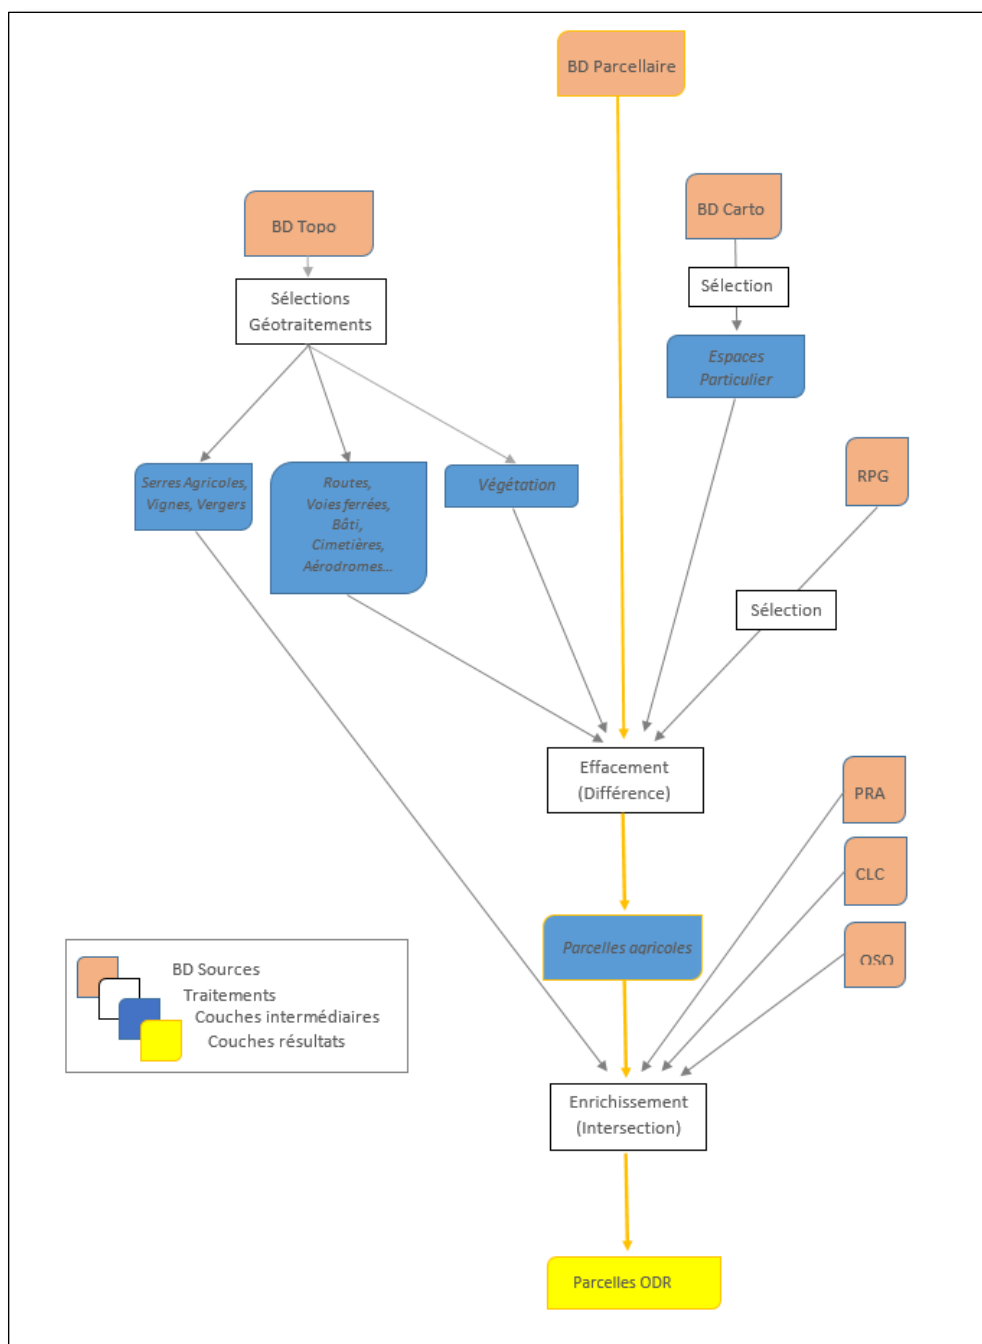 BD Parcellaire
BD Topo
BD Carto
Sélections
Géotraitements
Sélection
Espaces
Particulier
Serres Agricoles,
Vignes, Vergers
Routes,
Voies ferrées,
Bâti,
Cimetières,
Aérodromes...
Végétation
RPG
Sélection
Effacement
(Différence)
PRA
CLC
OSO
Parcelles agricoles
BD Sources
Traitements
Couches intermédiaires
Couches résultats
Enrichissement
(Intersection)
Parcelles ODR